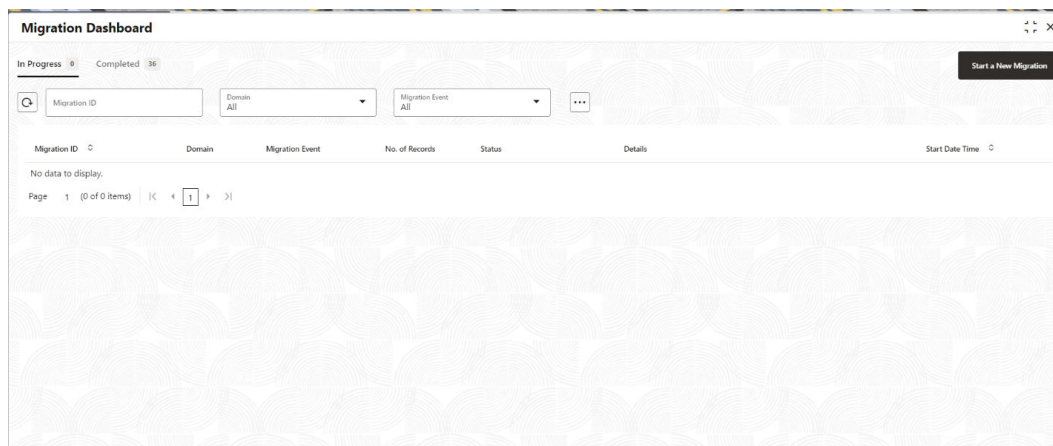 Migration Dashboard
In Progress 0 Completed 36
Start a New Migration
Migration ID
Domain
All
Migration Event
All
Migration ID Domain Migration Event No. of Records Status Details Start Date Time
No data to display.
Page 1 (0 of 0 items) 1